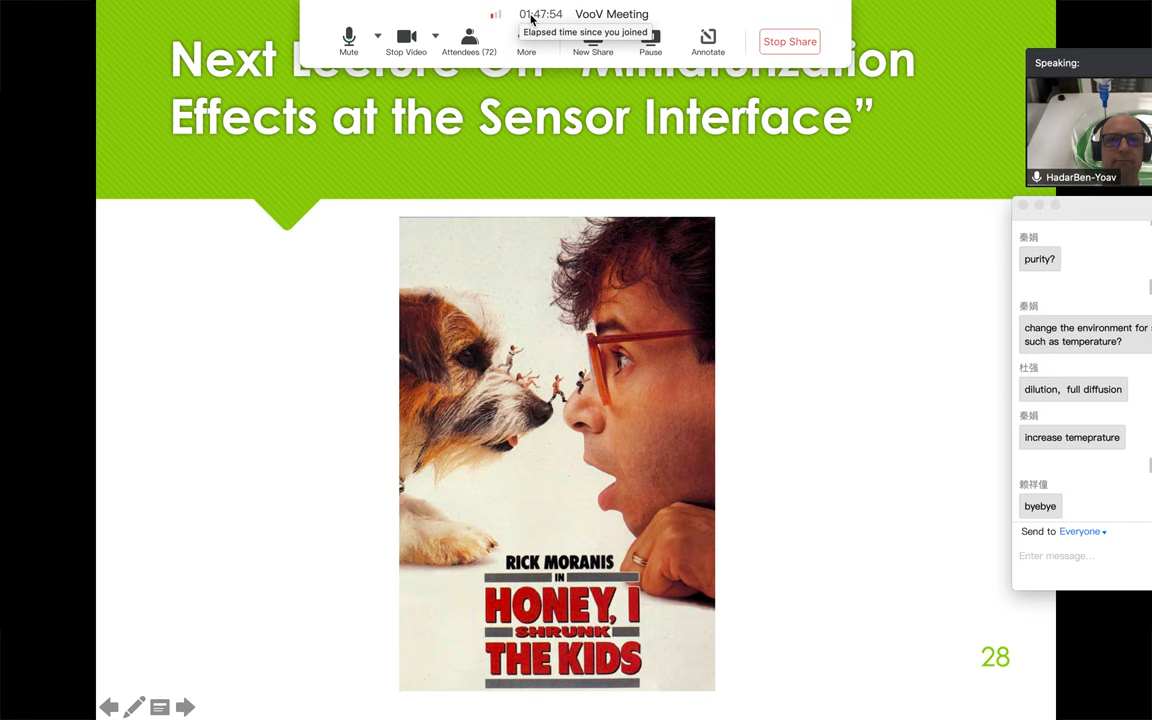 01:47:54 VooV Meeting
Elapsed time since you joined
Mute
Stop Video
Attendees (72)
More
New Share
Pause
Annotate
Stop Share
Next Lecture On "Miniaturization
Effects at the Sensor Interface”
Speaking:
HadarBen-Yoav
秦娟
purity?
秦娟
change the environment for
such as temperature?
杜强
dilution, full diffusion
秦娟
increase temeprature
赖祥僮
byebye
Send to Everyone
Enter message...
RICK MORANIS
IN
HONEY, I
SHRUNK
THE KIDS
28